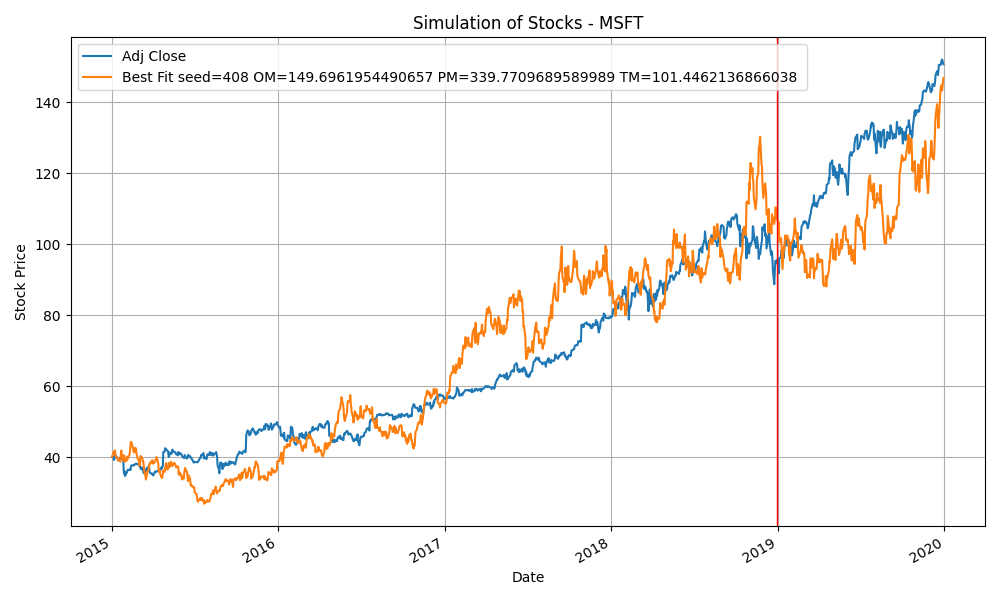 Simulation of Stocks - MSFT
Adj Close
Best Fit seed=408 OM=149.6961954490657 PM=339.7709689589989 TM=101.4462136866038
Stock Price
140
120
100
80
60
40
2015
2016
2017
2018
2019
2020
Date